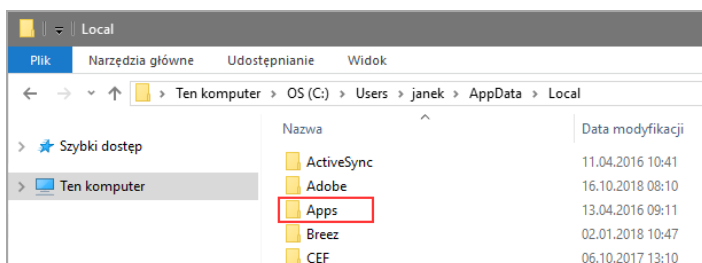 Local
Plik Narzędzia główne Udostępnianie Widok
Ten komputer > OS (C:) > Users > janek > AppData > Local
Nazwa Data modyfikacji
Szybki dostęp
ActiveSync 11.04.2016 10:41
Ten komputer
Adobe 16.10.2018 08:10
Apps 13.04.2016 09:11
Breez 02.01.2018 10:47
CEF 06.10.2017 13:10